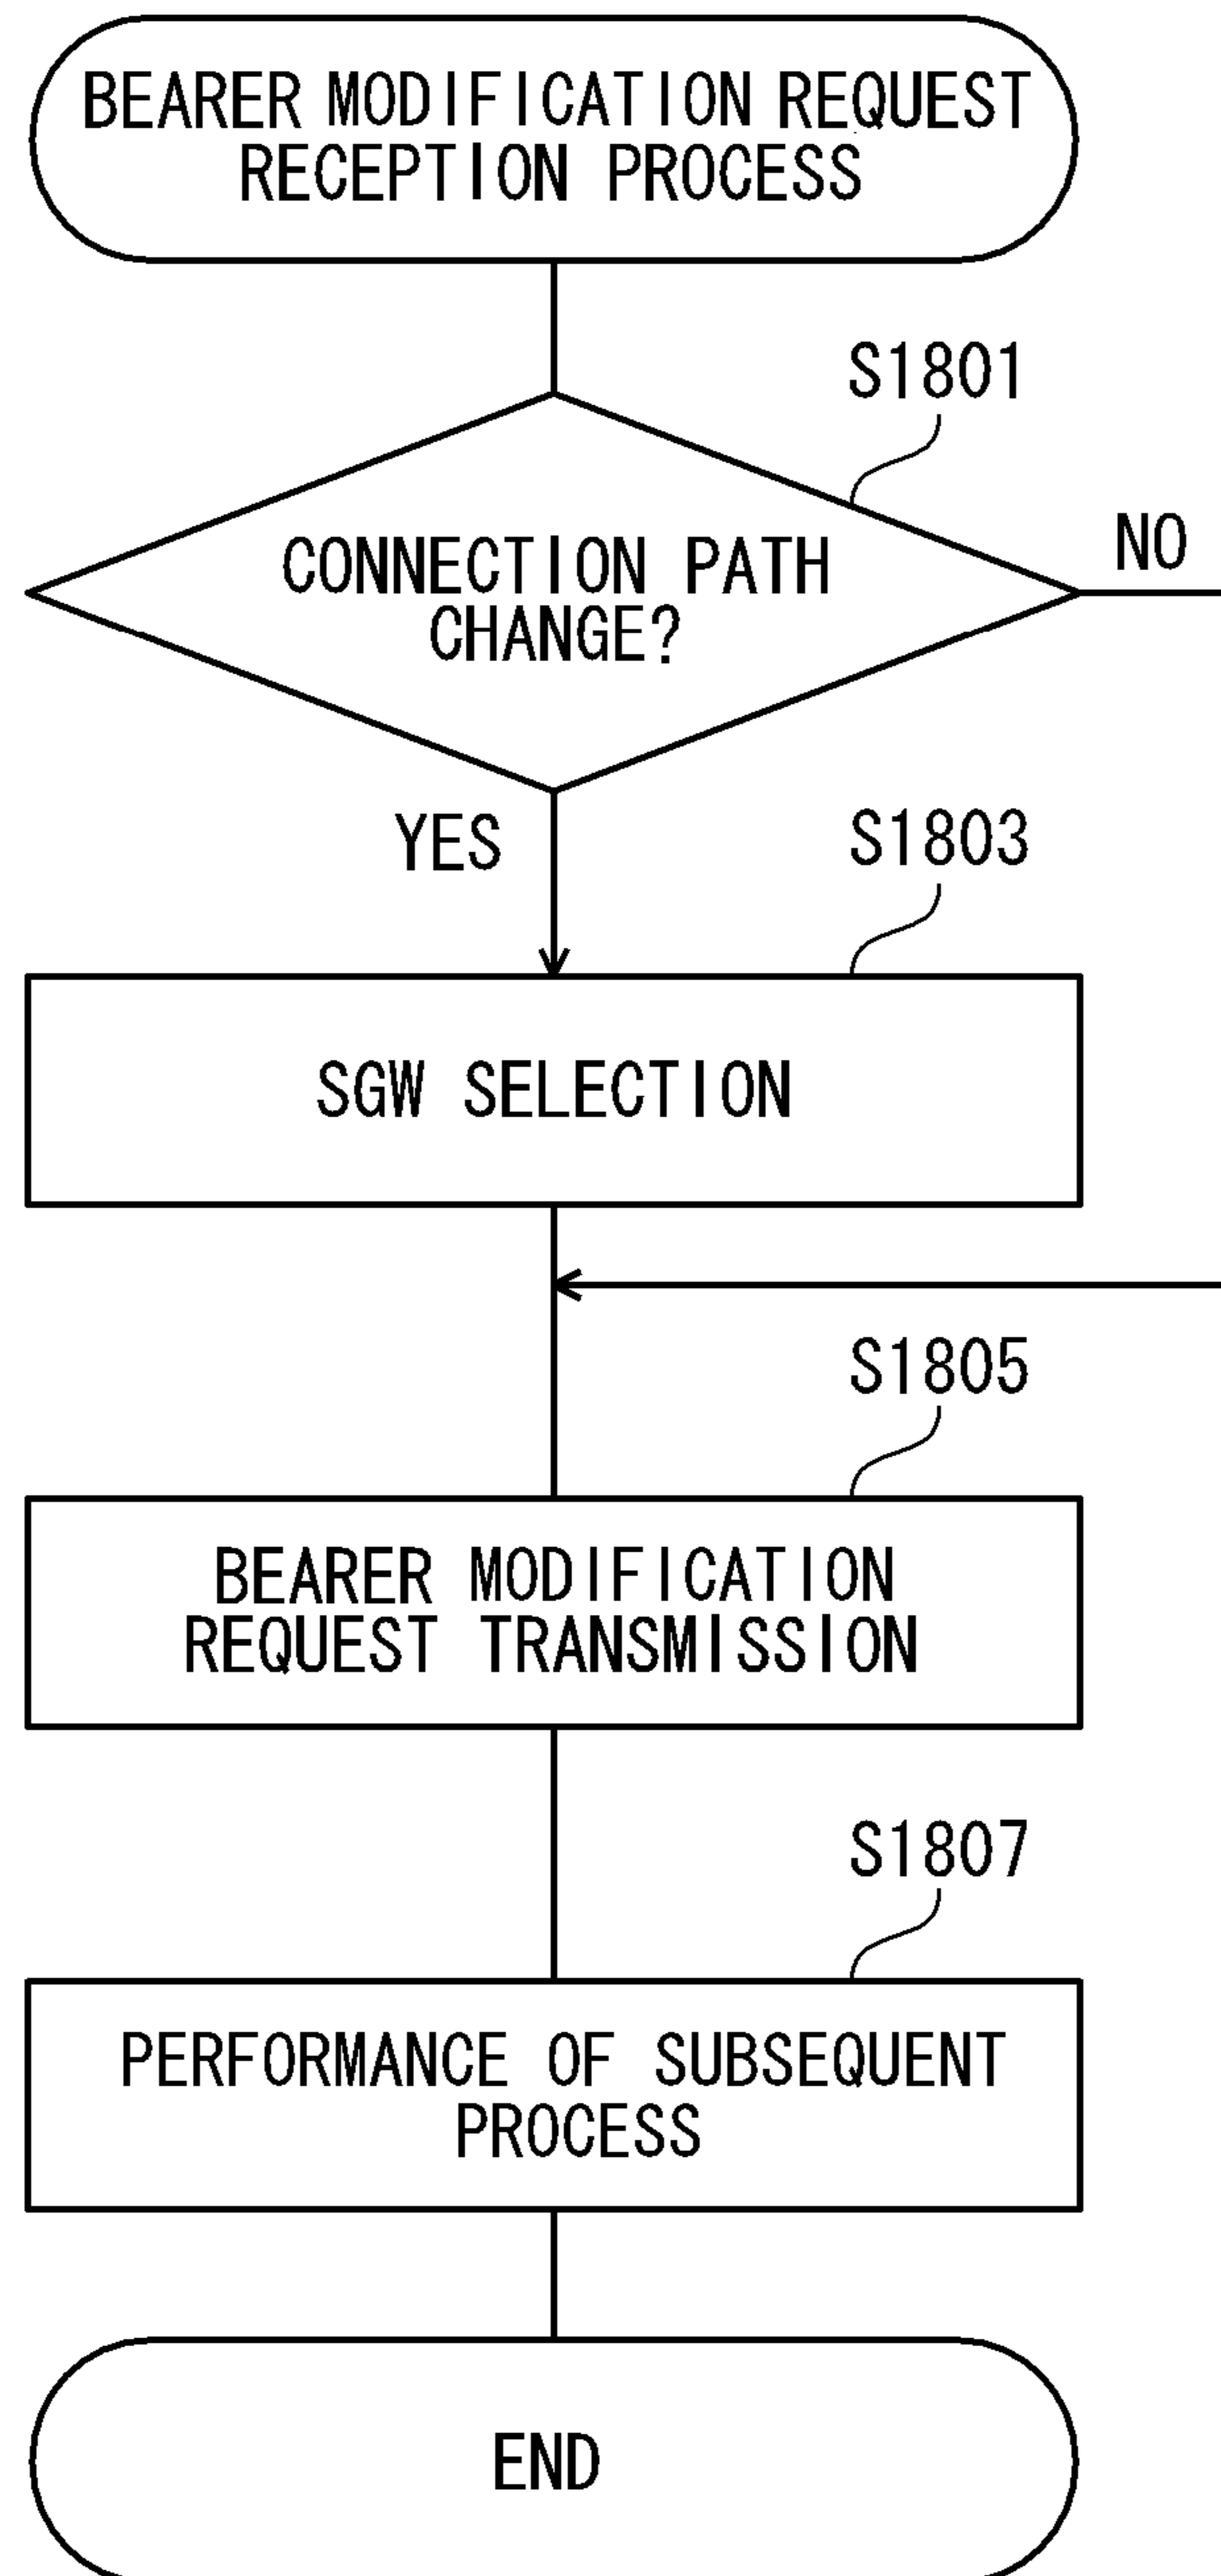 BEARER MODIFICATION REQUEST
RECEPTION PROCESS
S1801
CONNECTION PATH
CHANGE?
NO
YES
S1803
SGW SELECTION
S1805
BEARER MODIFICATION
REQUEST TRANSMISSION
S1807
PERFORMANCE OF SUBSEQUENT
PROCESS
END